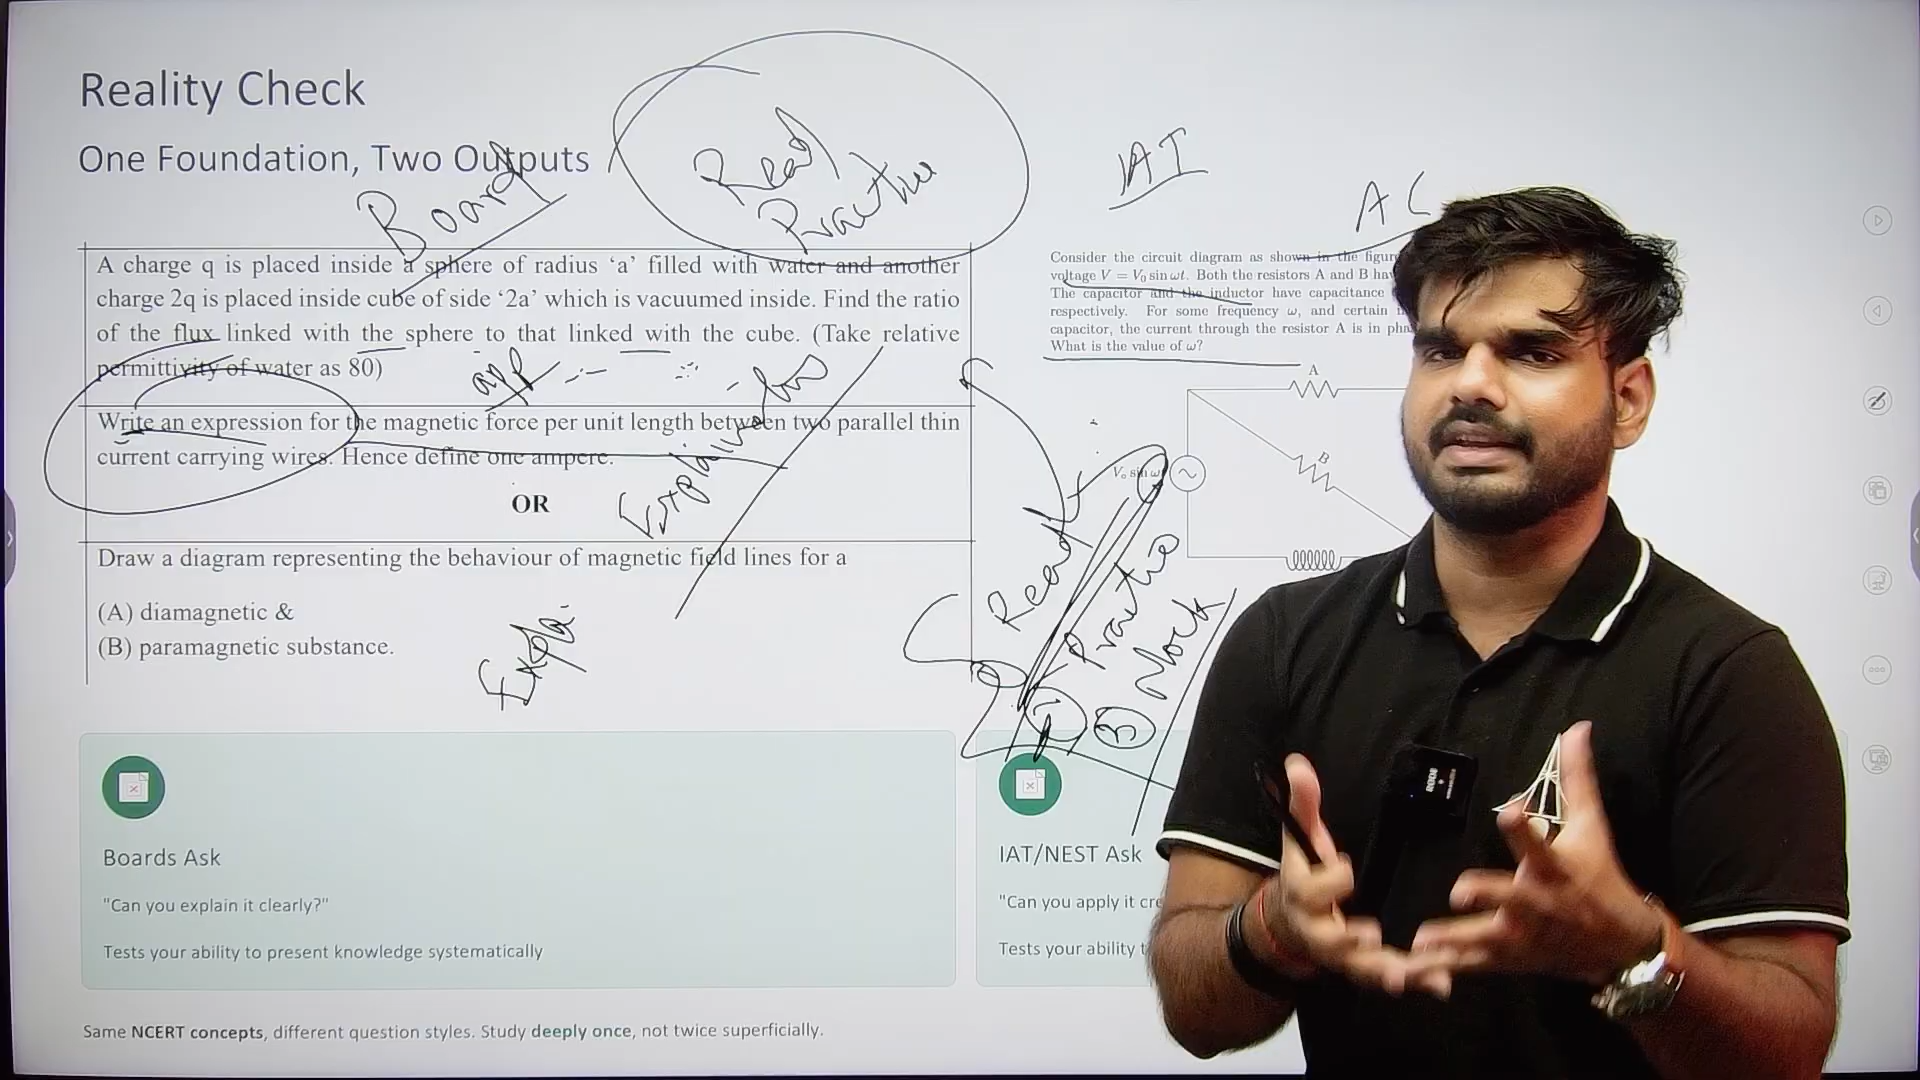 Reality Check
One Foundation, Two Outputs
Board
Read
Practice
IAT
AC
A charge q is placed inside a sphere of radius ‘a’ filled with water and another
charge 2q is placed inside cube of side ‘2a’ which is vacuumed inside. Find the ratio
of the flux linked with the sphere to that linked with the cube. (Take relative
permittivity of water as 80)
app
Write an expression for the magnetic force per unit length between two parallel thin
current carrying wires. Hence define one ampere.
OR
Draw a diagram representing the behaviour of magnetic field lines for a
(A) diamagnetic &
(B) paramagnetic substance.
Expla
Consider the circuit diagram as shown in the figure
voltage V = V₀ sin ωt. Both the resistors A and B hav
The capacitor and the inductor have capacitance
respectively. For some frequency ω, and certain
capacitor, the current through the resistor A is in pha
What is the value of ω?
A
B
V₀ sin ω
Read
Practice
Mock
2
3
Boards Ask
"Can you explain it clearly?"
Tests your ability to present knowledge systematically
IAT/NEST Ask
"Can you apply it cre
Tests your ability t
RODE
Same NCERT concepts, different question styles. Study deeply once, not twice superficially.